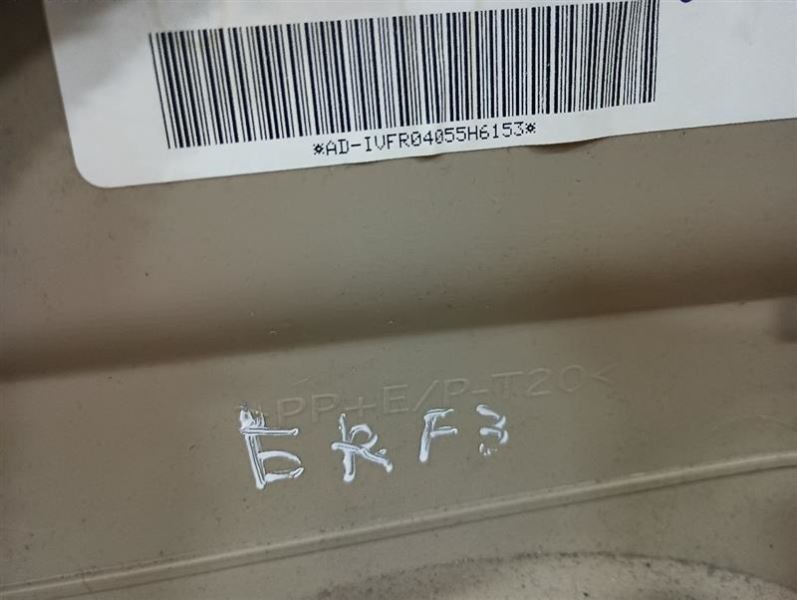 *AD-IVFR04055H6153*
>PP+E/P-T20<
ERF3